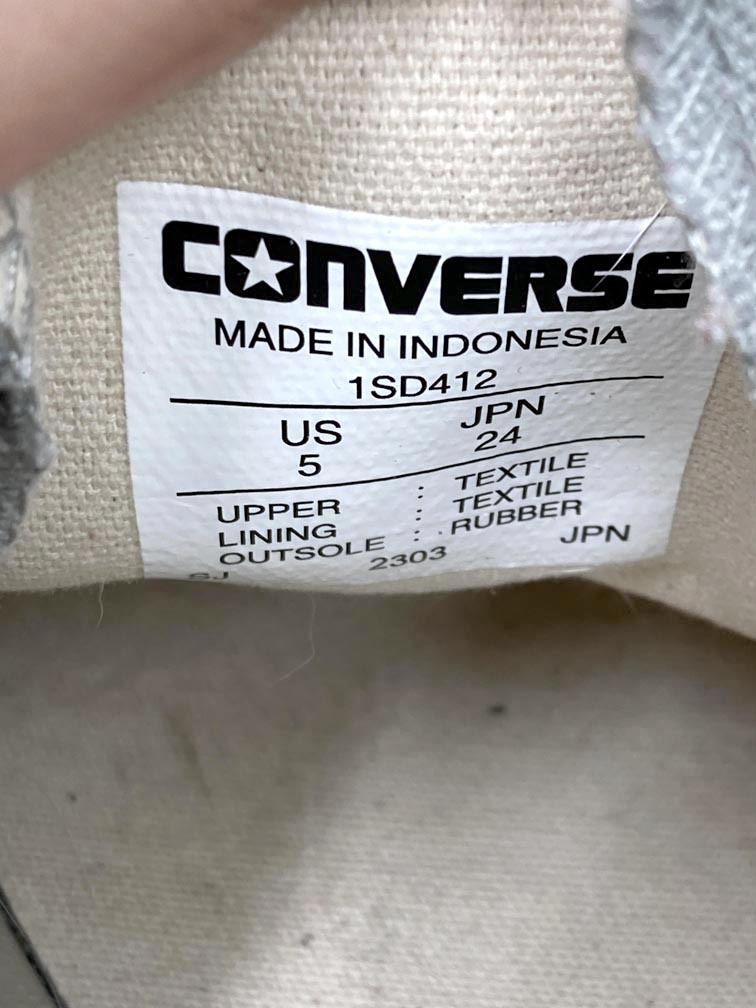 CONVERSE
MADE IN INDONESIA
1SD412
US JPN
5 24
UPPER : TEXTILE
LINING : TEXTILE
OUTSOLE : RUBBER
SJ 2303 JPN